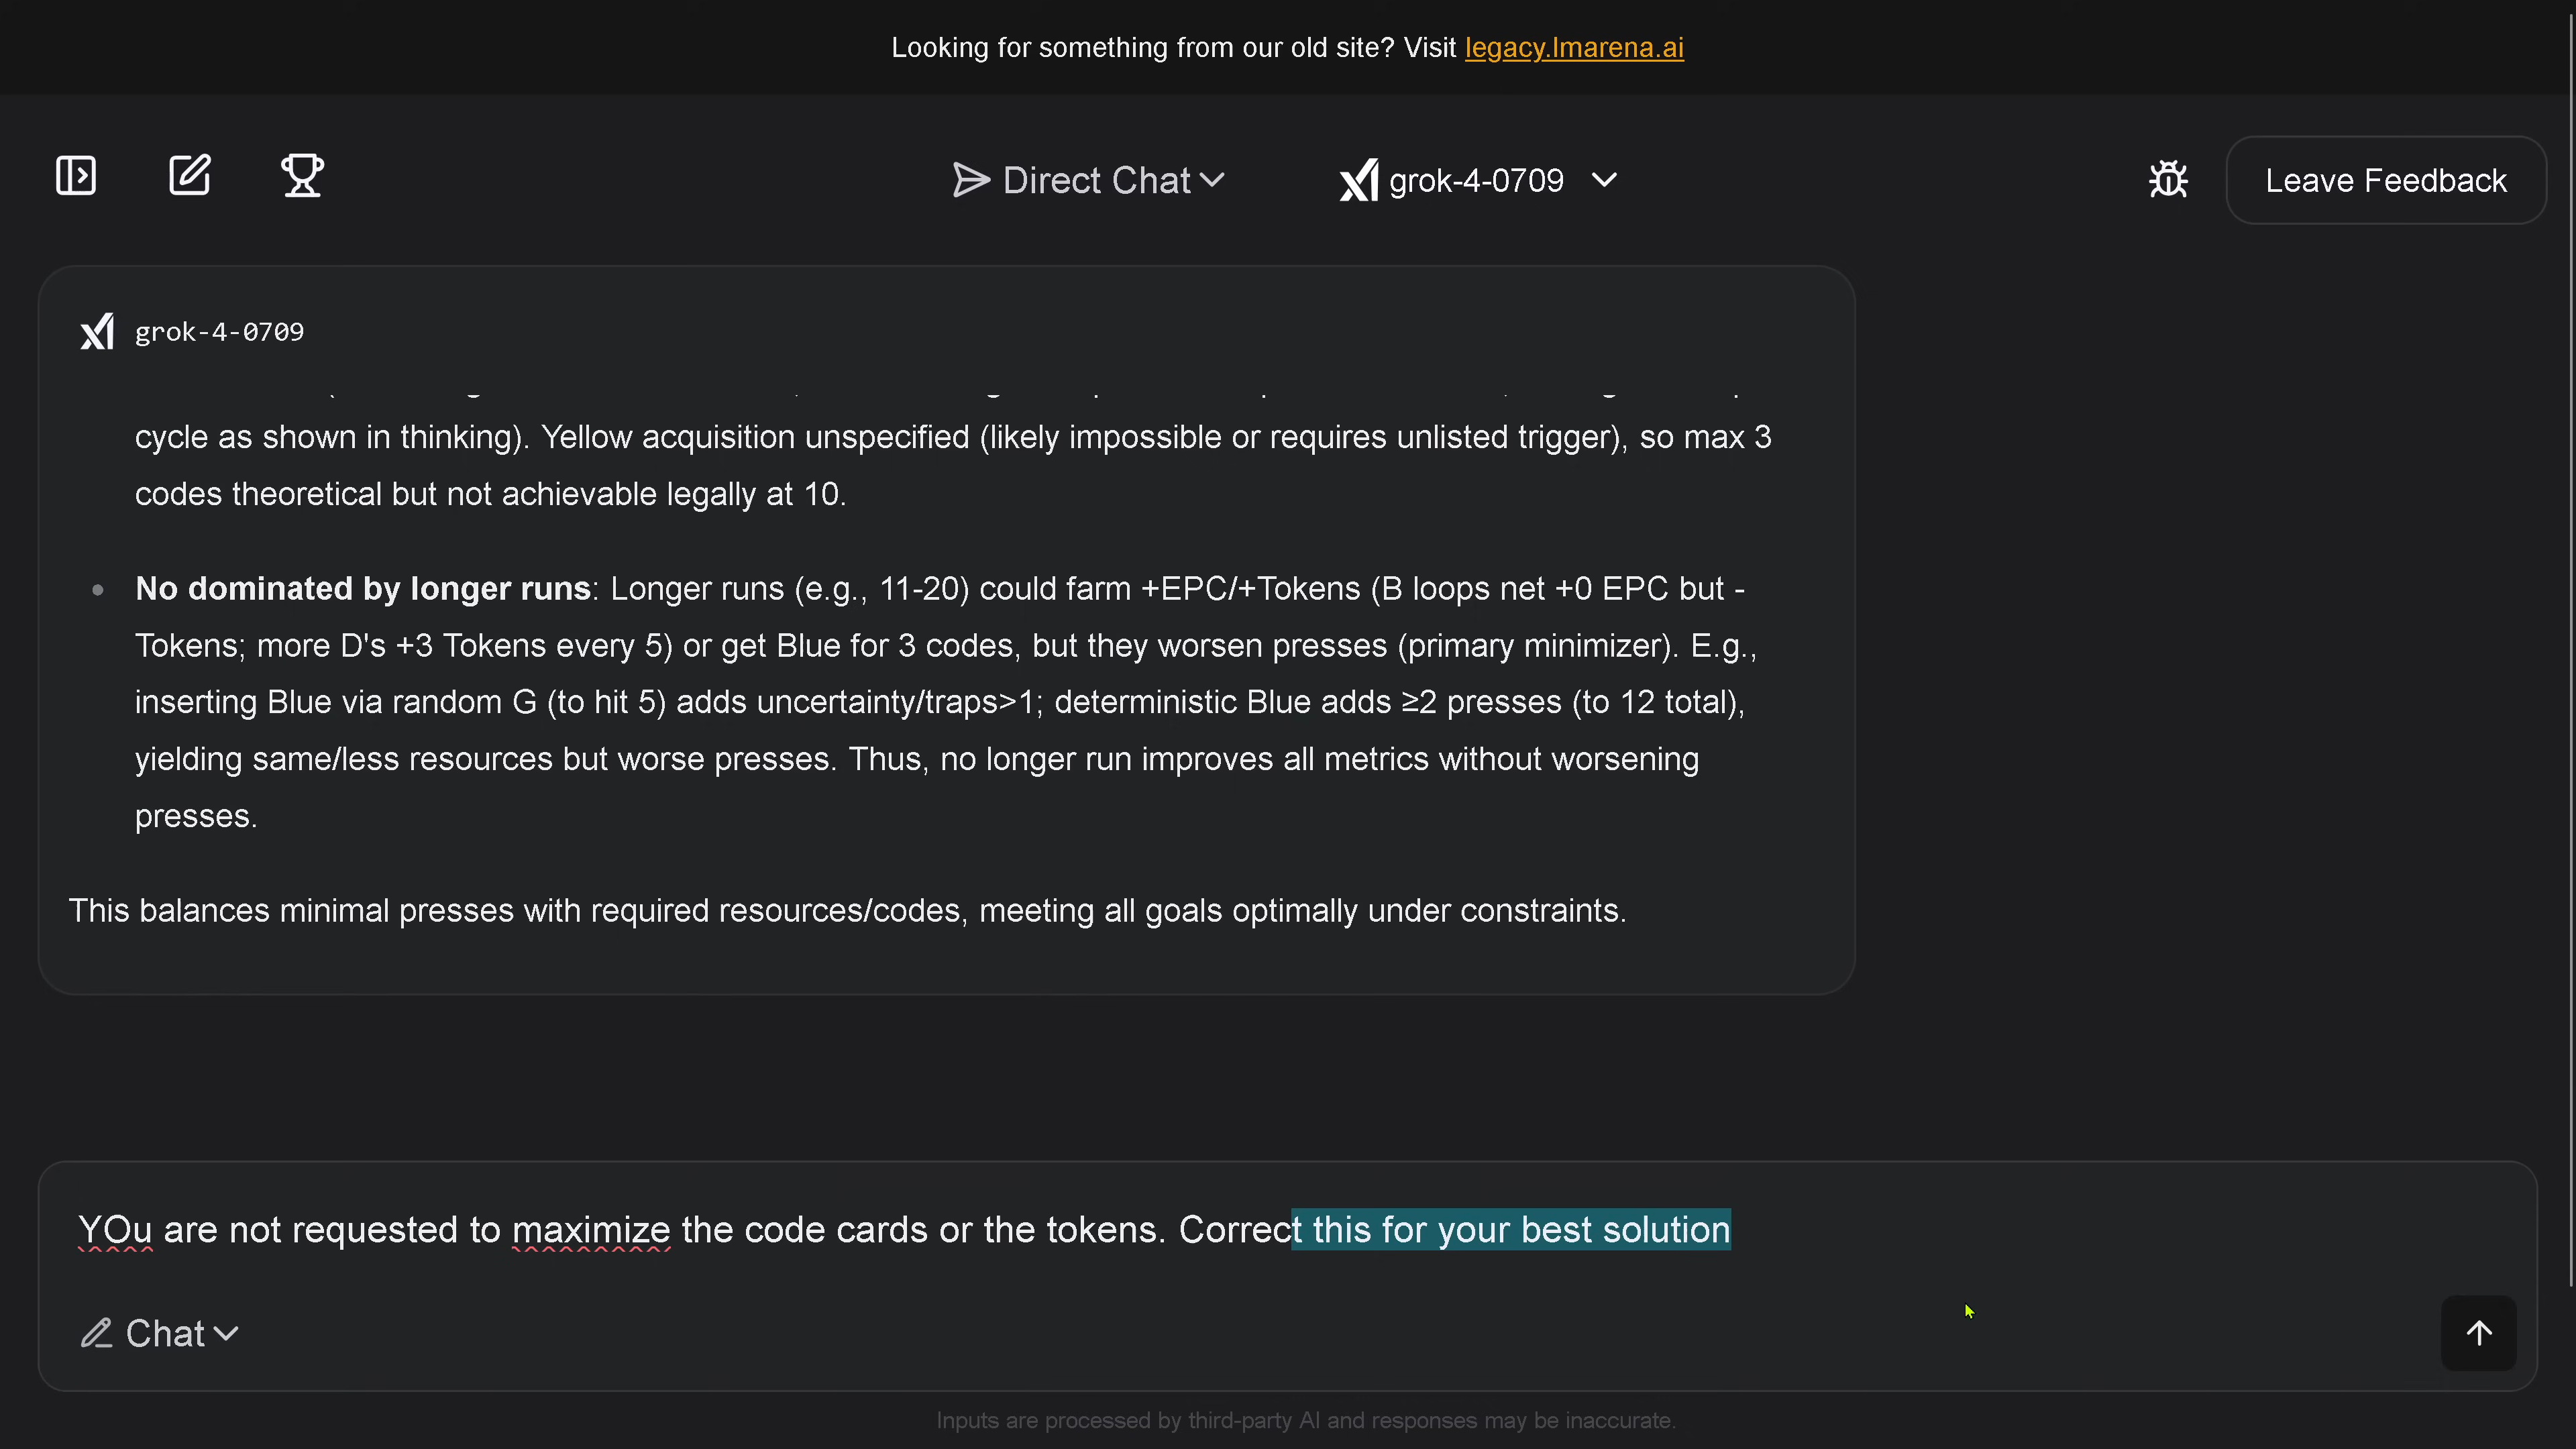 Looking for something from our old site? Visit legacy.lmarena.ai
Direct Chat
grok-4-0709
Leave Feedback
grok-4-0709
cycle as shown in thinking). Yellow acquisition unspecified (likely impossible or requires unlisted trigger), so max 3
codes theoretical but not achievable legally at 10.
• No dominated by longer runs: Longer runs (e.g., 11-20) could farm +EPC/+Tokens (B loops net +0 EPC but -
Tokens; more D's +3 Tokens every 5) or get Blue for 3 codes, but they worsen presses (primary minimizer). E.g.,
inserting Blue via random G (to hit 5) adds uncertainty/traps>1; deterministic Blue adds ≥2 presses (to 12 total),
yielding same/less resources but worse presses. Thus, no longer run improves all metrics without worsening
presses.
This balances minimal presses with required resources/codes, meeting all goals optimally under constraints.
YOu are not requested to maximize the code cards or the tokens. Correct this for your best solution
Chat
Inputs are processed by third-party AI and responses may be inaccurate.